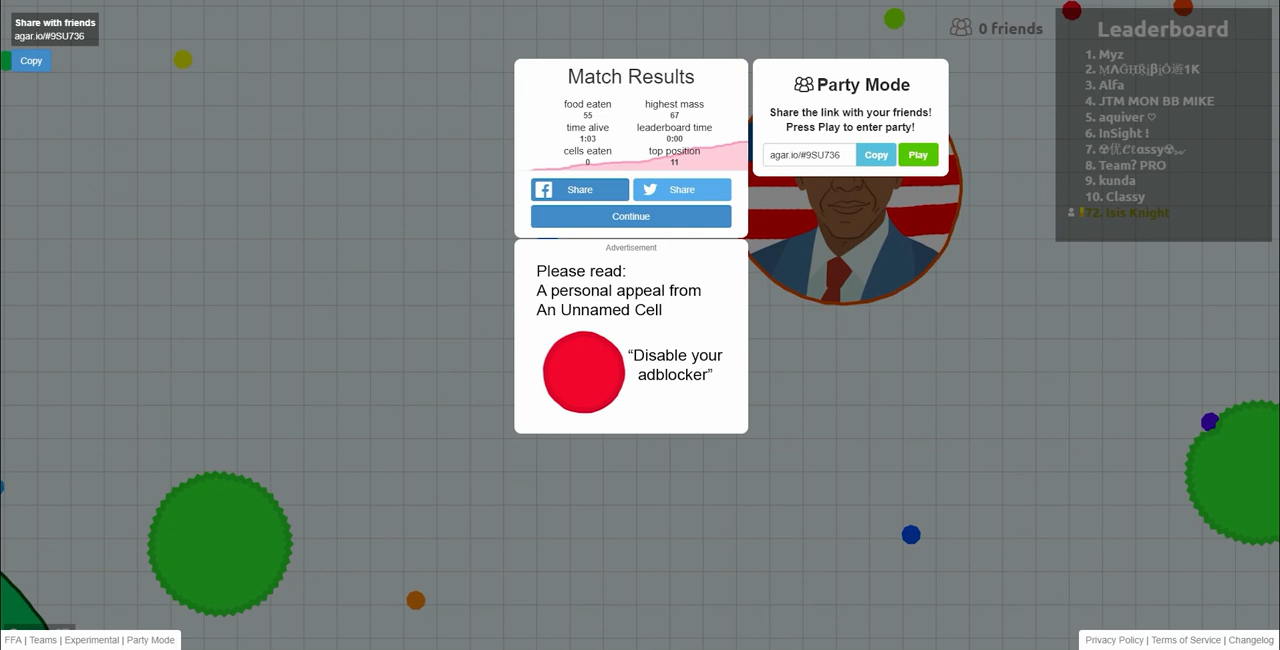 Share with friends
agar.io/#9SU736
Copy
0 friends
Leaderboard
1. Myz
3. Alfa
4. JTM MON BB MIKE
5. aquiver ♡
6. InSight !
8. Team? PRO
9. kunda
10. Classy
72. Isis Knight
Match Results
food eaten
55
highest mass
67
time alive
1:03
leaderboard time
0:00
cells eaten
0
top position
11
Share
Share
Continue
Party Mode
Share the link with your friends!
Press Play to enter party!
agar.io/#9SU736
Copy
Play
Advertisement
Please read:
A personal appeal from
An Unnamed Cell
“Disable your
adblocker”
FFA | Teams | Experimental | Party Mode
Privacy Policy | Terms of Service | Changelog